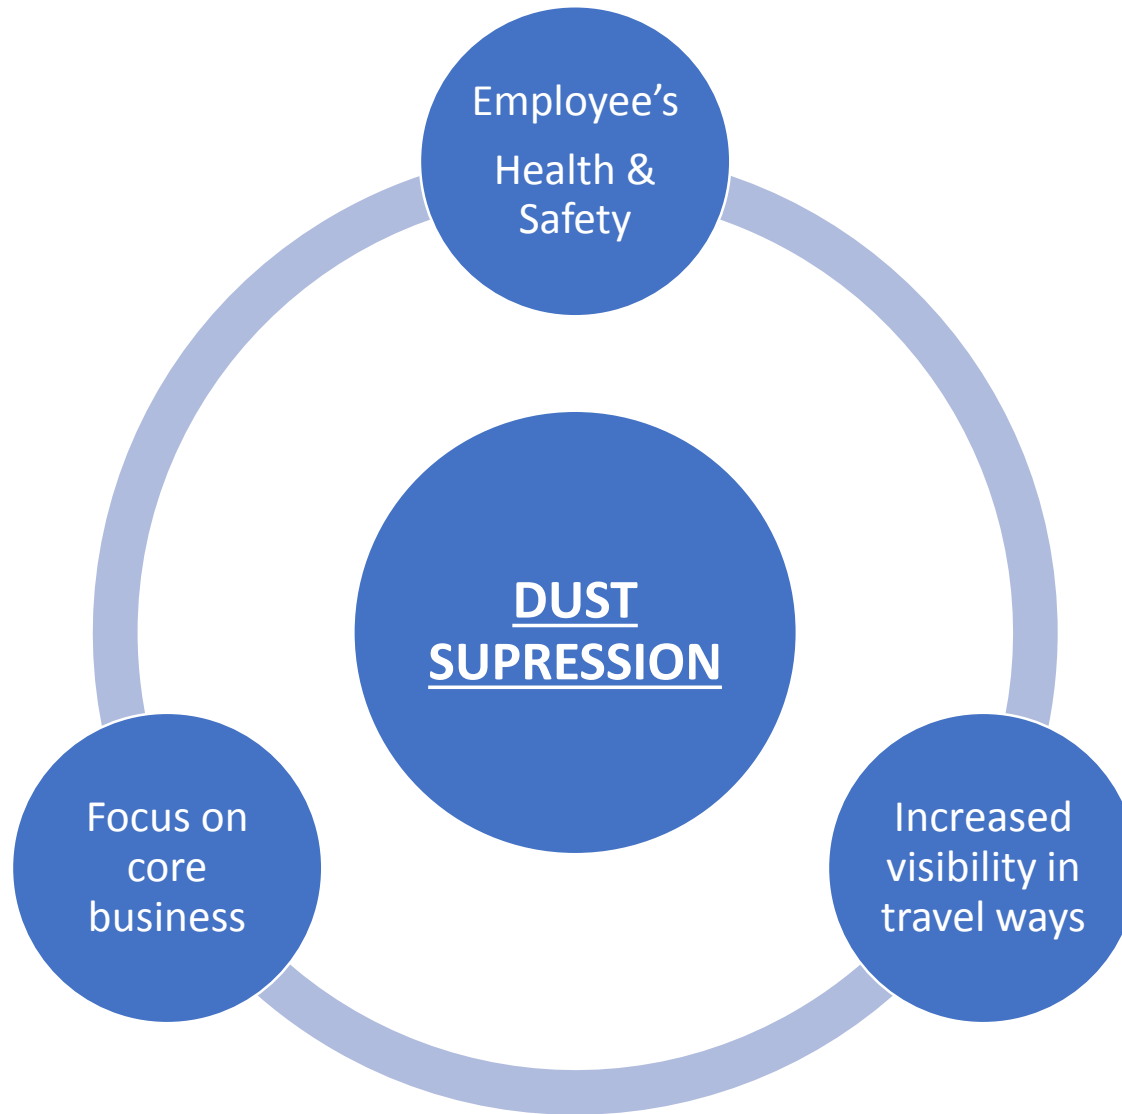 Employee’s
Health &
Safety
DUST
SUPRESSION
Focus on
core
business
Increased
visibility in
travel ways